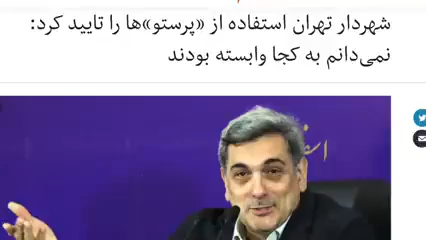 شهردار تهران استفاده از «پرستو»ها را تایید کرد:
نمی‌دانم به کجا وابسته بودند